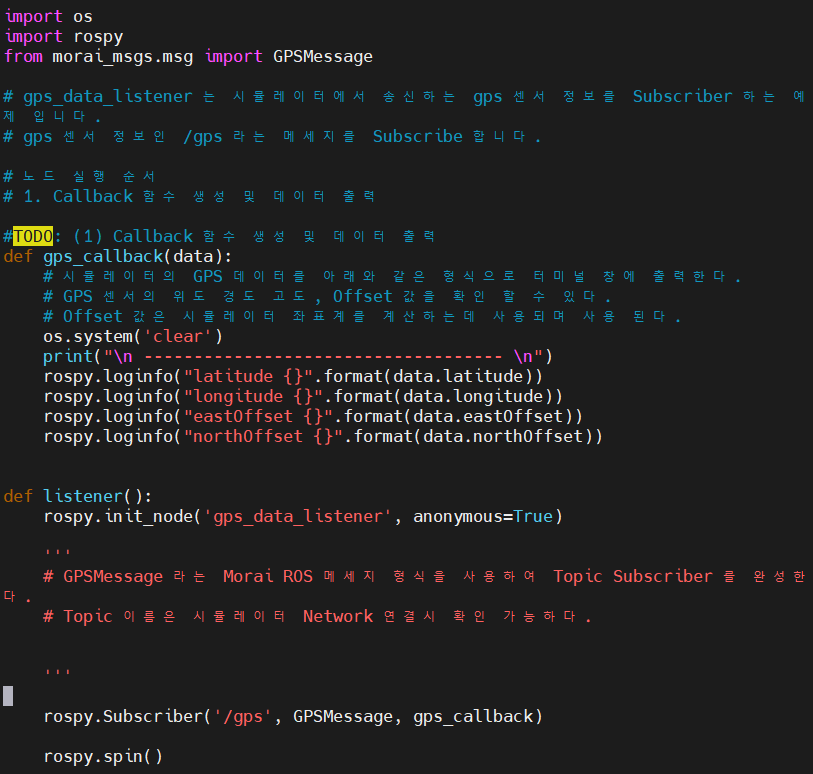 import os
import rospy
from morai_msgs.msg import GPSMessage
# gps_data_listener 는 시뮬레이터에서 송신하는 gps 센서 정보를 Subscriber 하는 예
제 입니다.
# gps 센서 정보인 /gps 라는 메세지를 Subscribe 합니다.
# 노드 실행 순서
# 1. Callback 함수 생성 및 데이터 출력
#TODO: (1) Callback 함수 생성 및 데이터 출력
def gps_callback(data):
    # 시뮬레이터의 GPS 데이터를 아래와 같은 형식으로 터미널 창에 출력한다.
    # GPS 센서의 위도 경도 고도, Offset 값을 확인 할 수 있다.
    # Offset 값은 시뮬레이터 좌표계를 계산하는데 사용되며 사용 된다.
    os.system('clear')
    print("\n ------------------------------------ \n")
    rospy.loginfo("latitude {}".format(data.latitude))
    rospy.loginfo("longitude {}".format(data.longitude))
    rospy.loginfo("eastOffset {}".format(data.eastOffset))
    rospy.loginfo("northOffset {}".format(data.northOffset))
def listener():
    rospy.init_node('gps_data_listener', anonymous=True)
    '''
    # GPSMessage 라는 Morai ROS 메세지 형식을 사용하여 Topic Subscriber 를 완성한
다.
    # Topic 이름은 시뮬레이터 Network 연결시 확인 가능하다.
    '''
    rospy.Subscriber('/gps', GPSMessage, gps_callback)
    rospy.spin()